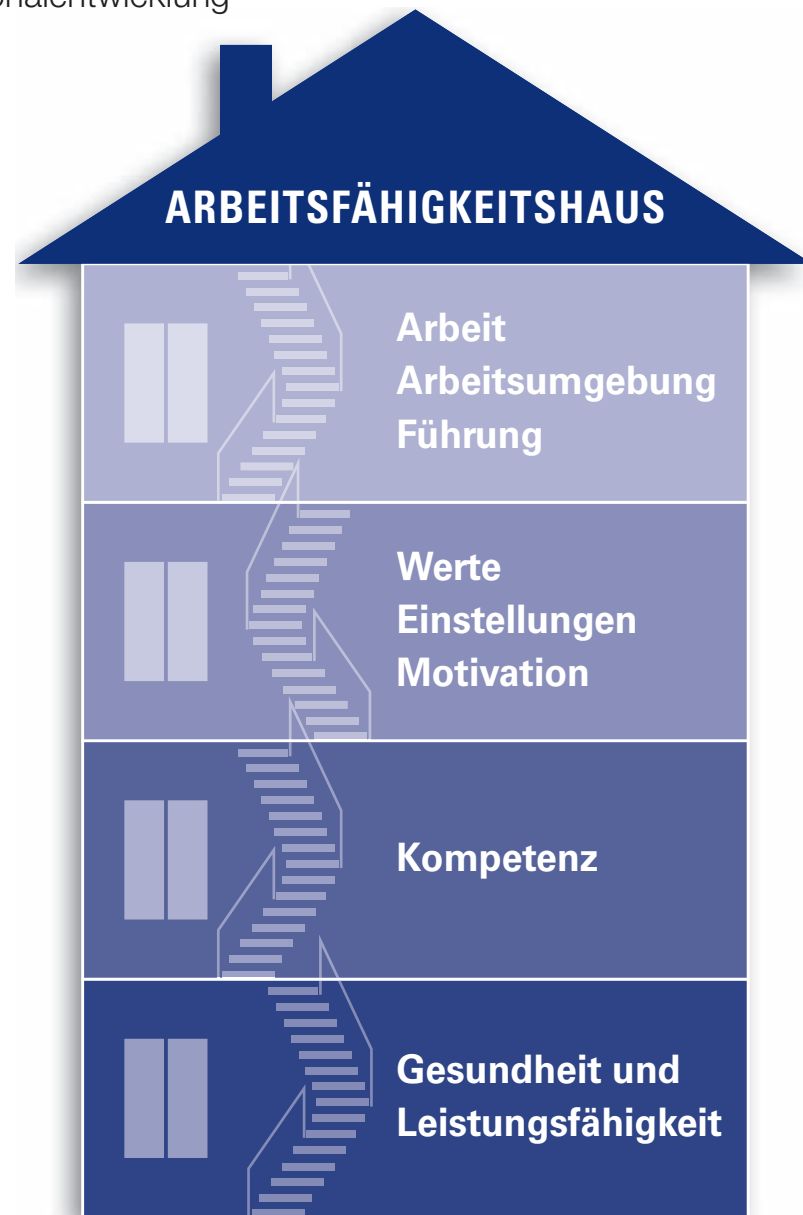 ARBEITSFÄHIGKEITSHAUS
Arbeit
Arbeitsumgebung
Führung
Werte
Einstellungen
Motivation
Kompetenz
Gesundheit und
Leistungsfähigkeit